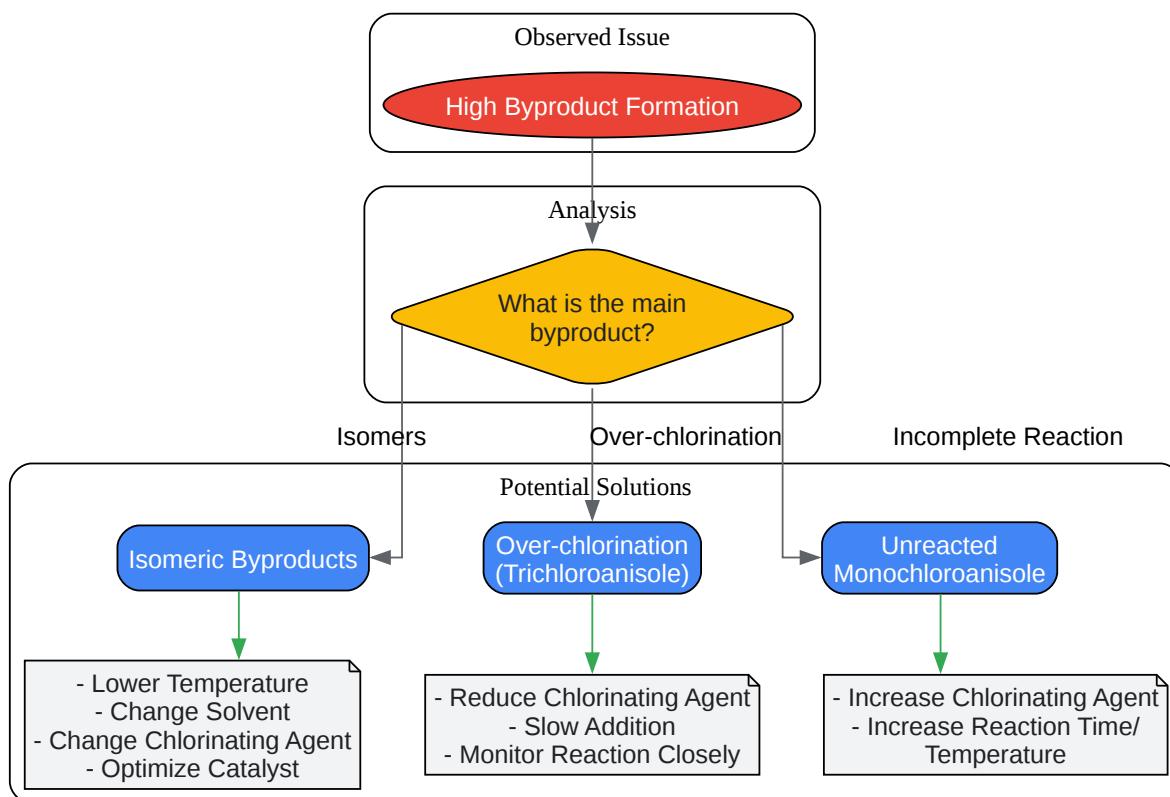 Observed Issue
High Byproduct Formation
Analysis
What is the main
byproduct?
Isomers
Over-chlorination
Incomplete Reaction
Potential Solutions
Isomeric Byproducts
Over-chlorination
(Trichloroanisole)
Unreacted
Monochloroanisole
- Lower Temperature
- Change Solvent
- Change Chlorinating Agent
- Optimize Catalyst
- Reduce Chlorinating Agent
- Slow Addition
- Monitor Reaction Closely
- Increase Chlorinating Agent
- Increase Reaction Time/
Temperature